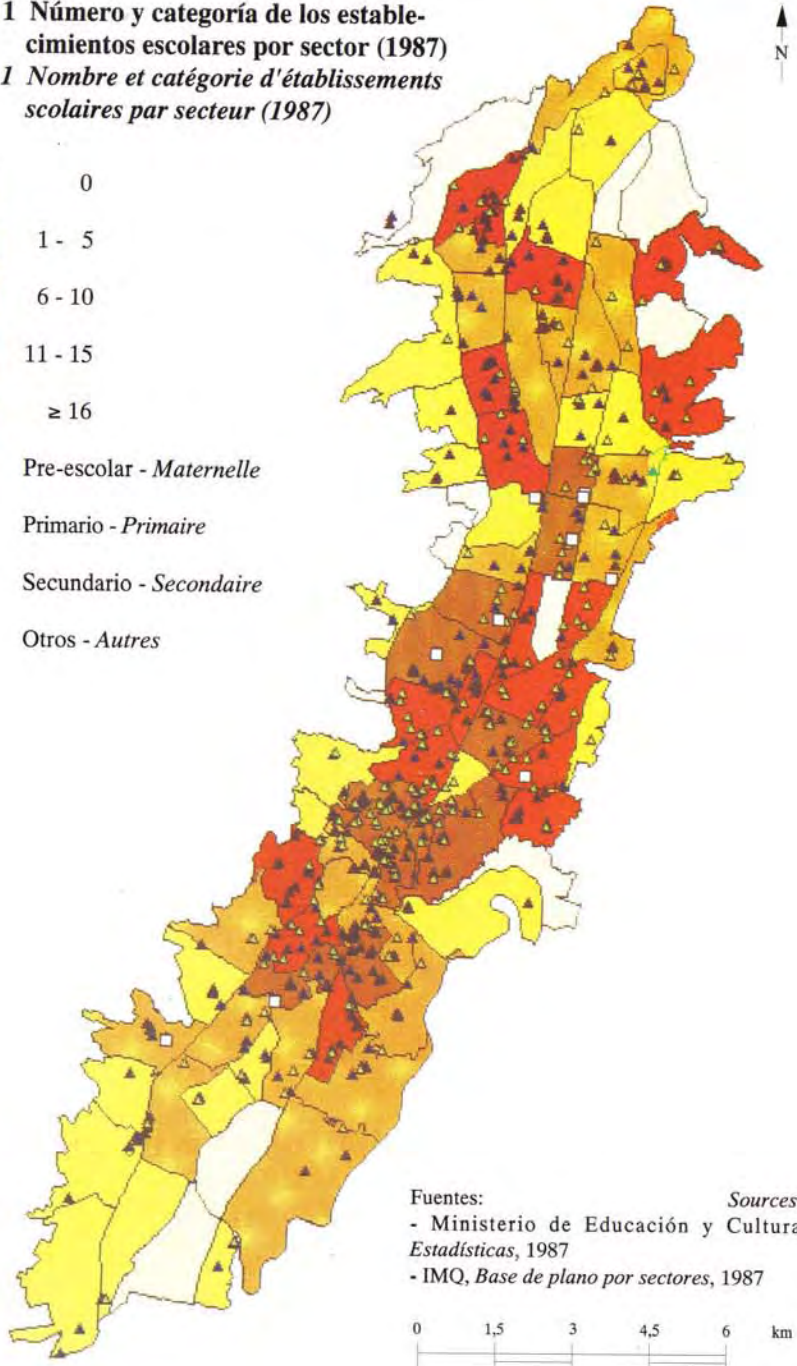 1 Número y categoría de los estable-
cimientos escolares por sector (1987)
1 Nombre et catégorie d'établissements
scolaires par secteur (1987)
N
0
1 - 5
6 - 10
11 - 15
≥ 16
Pre-escolar - Maternelle
Primario - Primaire
Secundario - Secondaire
Otros - Autres
Fuentes: Sources
- Ministerio de Educación y Cultura
Estadísticas, 1987
- IMQ, Base de plano por sectores, 1987
0 1,5 3 4,5 6 km